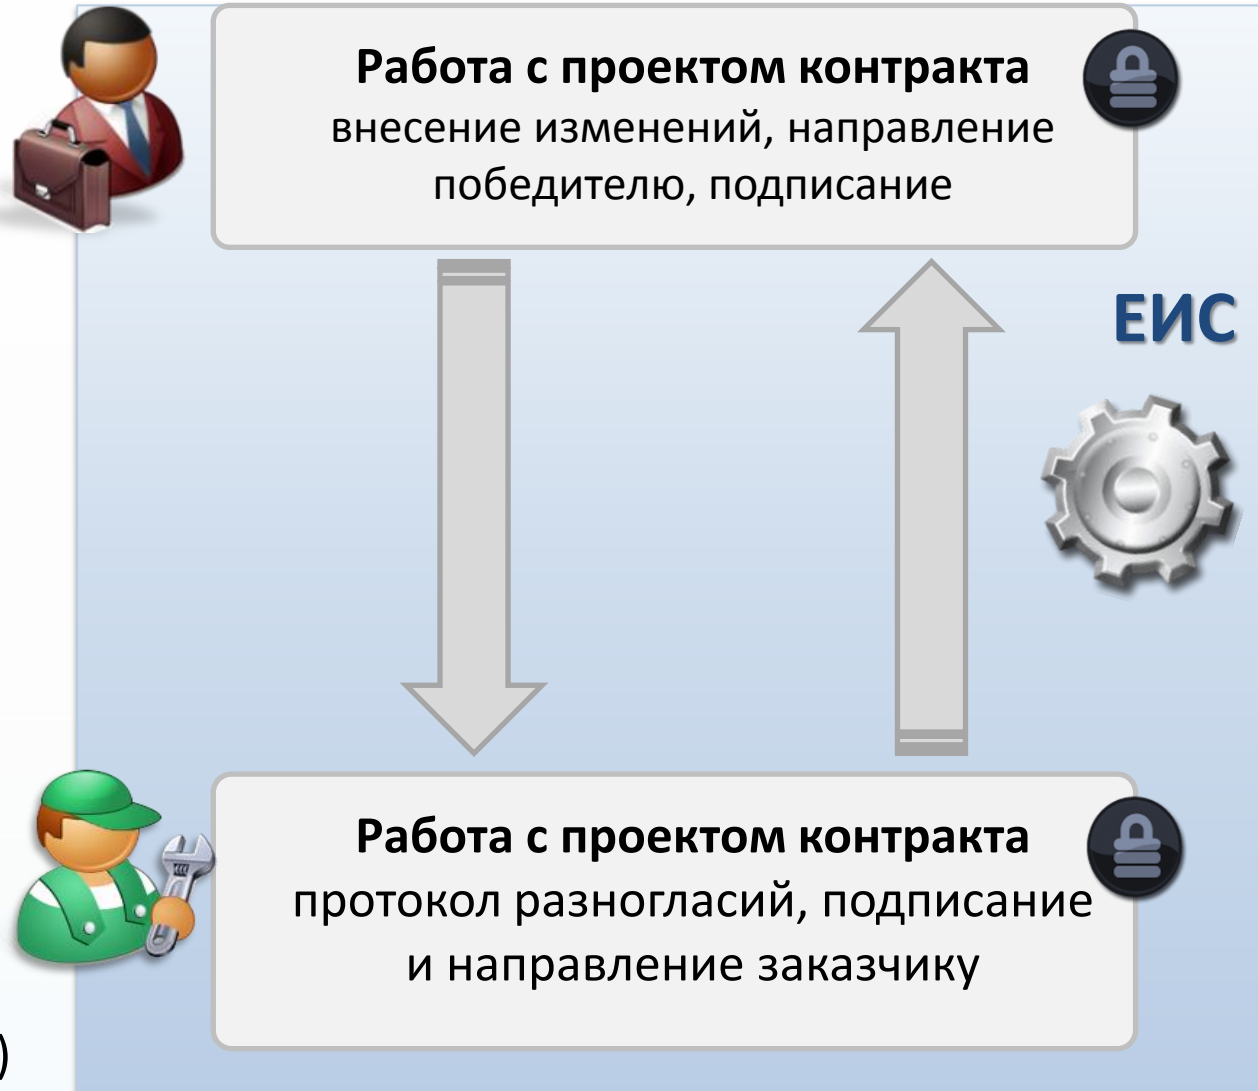 Работа с проектом контракта
внесение изменений, направление
победителю, подписание
ЕИС
Работа с проектом контракта
протокол разногласий, подписание
и направление заказчику
)